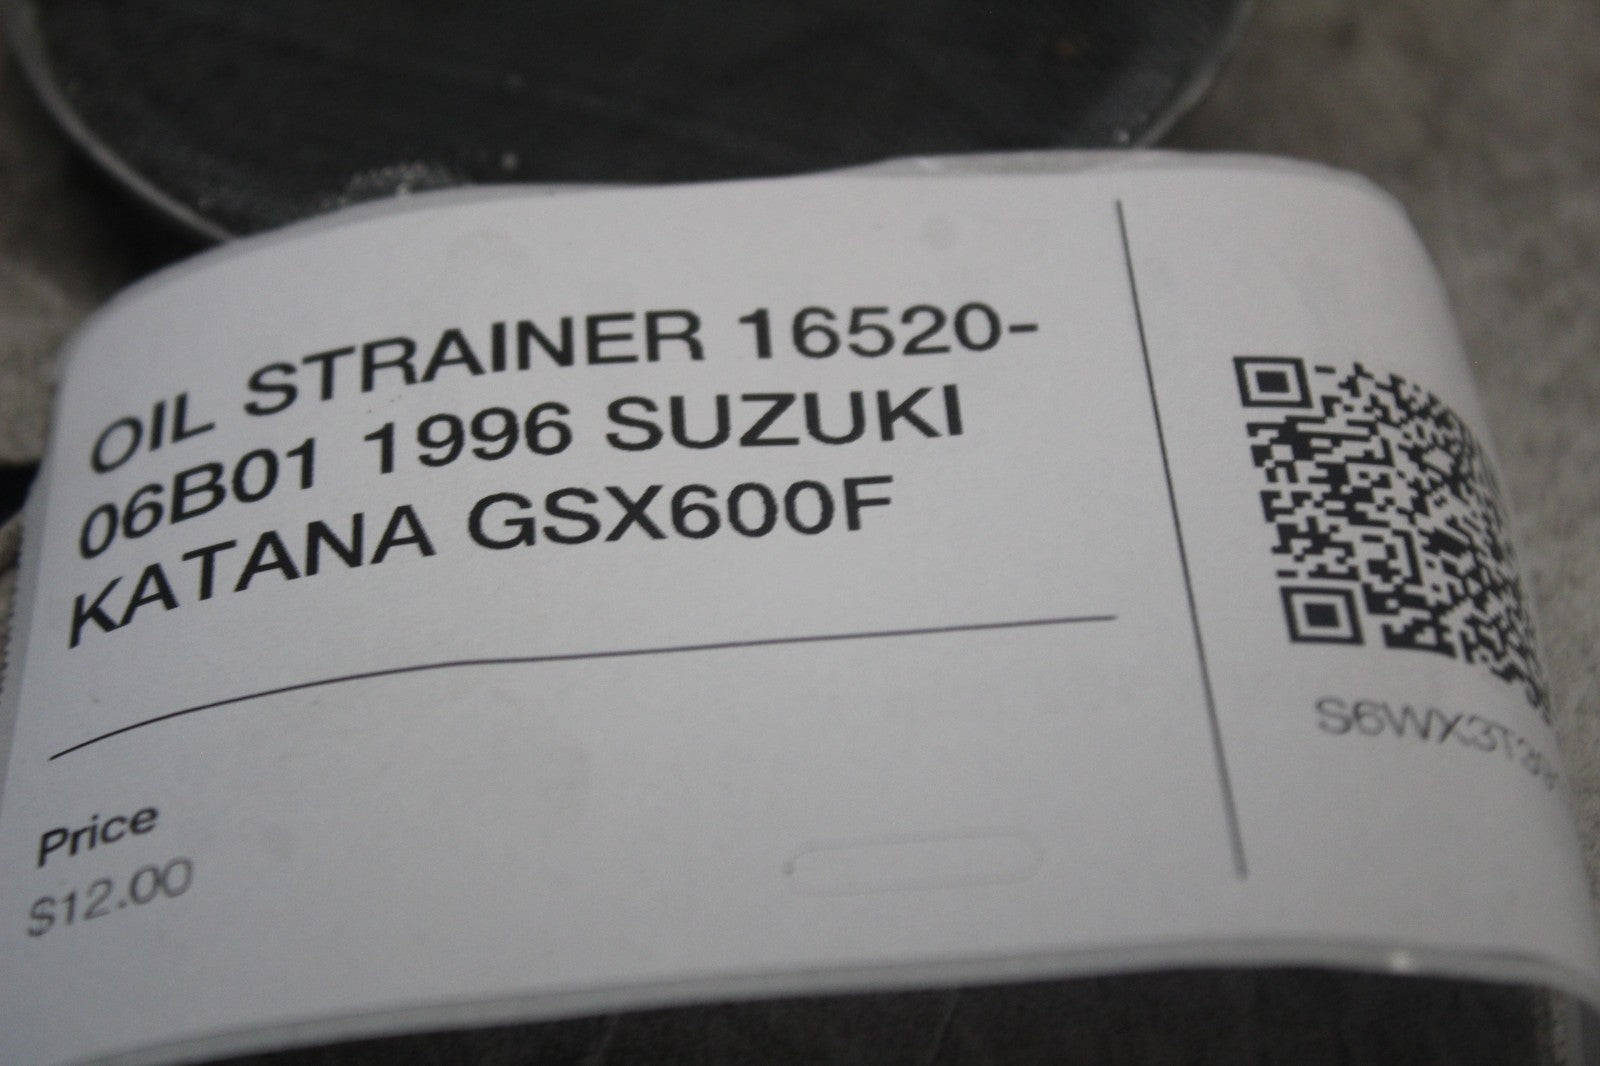 OIL STRAINER 16520-
06B01 1996 SUZUKI
KATANA GSX600F
Price
$12.00